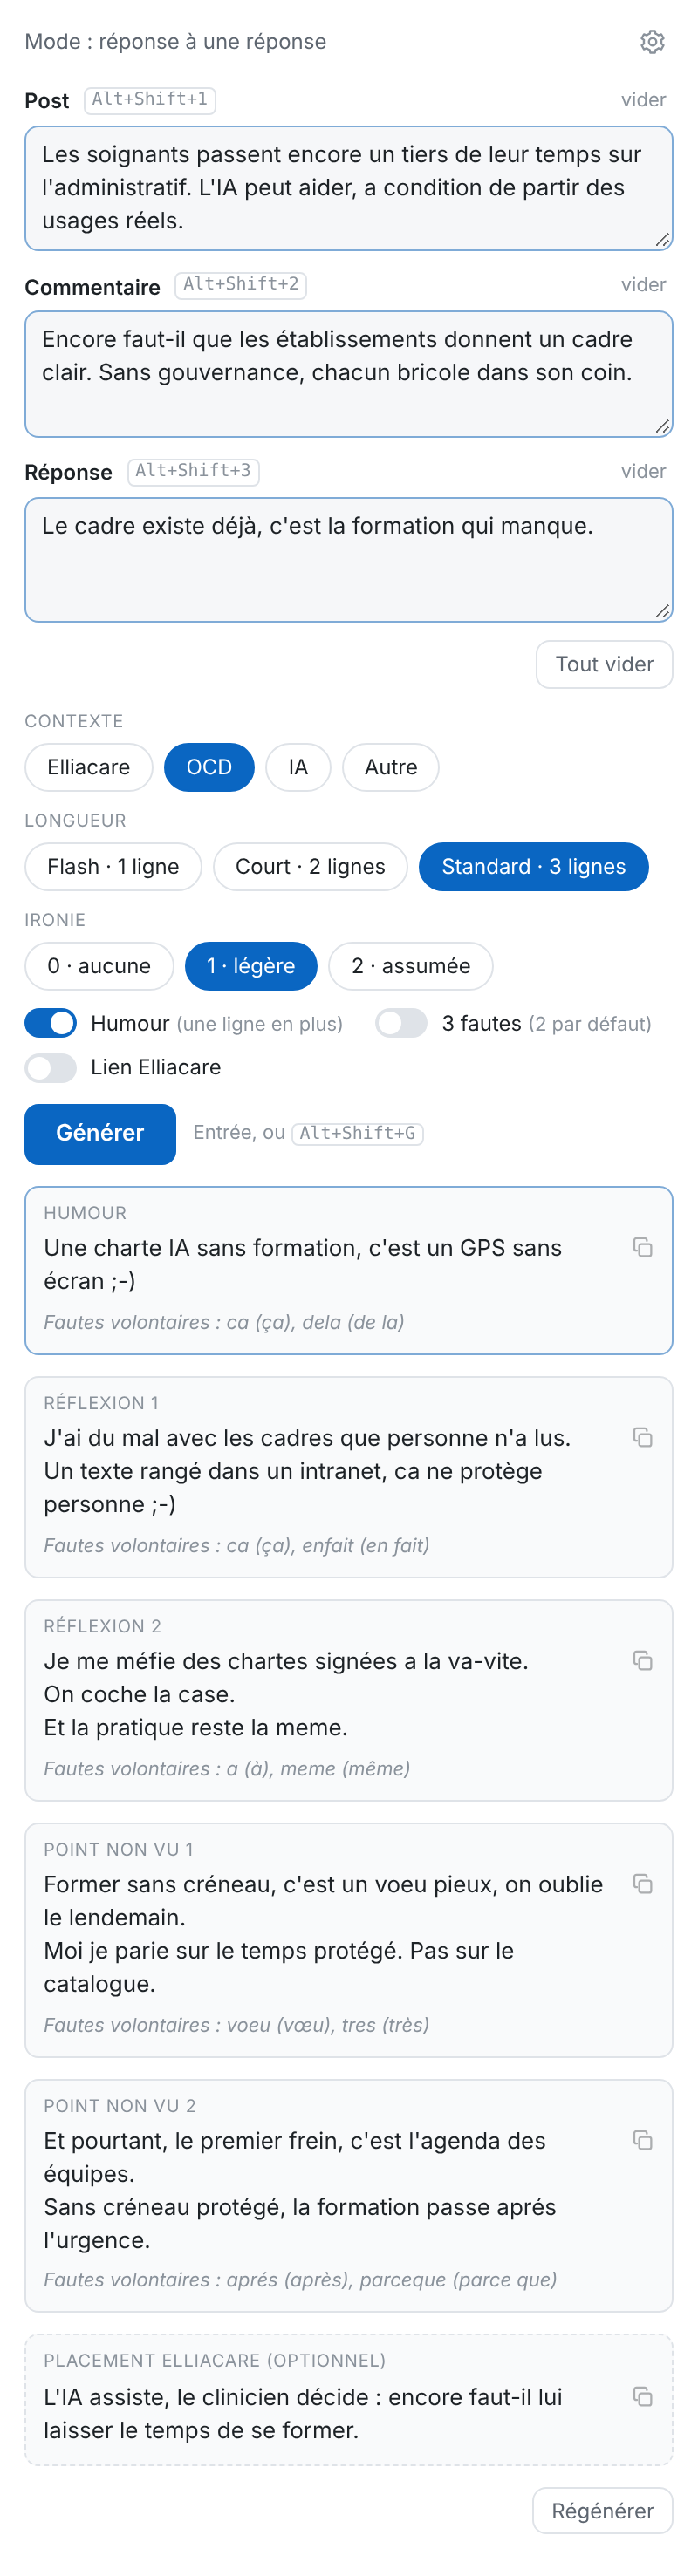 Mode : réponse à une réponse
Post Alt+Shift+1 vider
Les soignants passent encore un tiers de leur temps sur
l'administratif. L'IA peut aider, a condition de partir des
usages réels.
Commentaire Alt+Shift+2 vider
Encore faut-il que les établissements donnent un cadre
clair. Sans gouvernance, chacun bricole dans son coin.
Réponse Alt+Shift+3 vider
Le cadre existe déjà, c'est la formation qui manque.
Tout vider
CONTEXTE
Elliacare OCD IA Autre
LONGUEUR
Flash · 1 ligne Court · 2 lignes Standard · 3 lignes
IRONIE
0 · aucune 1 · légère 2 · assumée
Humour (une ligne en plus) 3 fautes (2 par défaut)
Lien Elliacare
Générer Entrée, ou Alt+Shift+G
HUMOUR
Une charte IA sans formation, c'est un GPS sans
écran ;-)
Fautes volontaires : ca (ça), dela (de la)
RÉFLEXION 1
J'ai du mal avec les cadres que personne n'a lus.
Un texte rangé dans un intranet, ca ne protège
personne ;-)
Fautes volontaires : ca (ça), enfait (en fait)
RÉFLEXION 2
Je me méfie des chartes signées a la va-vite.
On coche la case.
Et la pratique reste la meme.
Fautes volontaires : a (à), meme (même)
POINT NON VU 1
Former sans créneau, c'est un voeu pieux, on oublie
le lendemain.
Moi je parie sur le temps protégé. Pas sur le
catalogue.
Fautes volontaires : voeu (vœu), tres (très)
POINT NON VU 2
Et pourtant, le premier frein, c'est l'agenda des
équipes.
Sans créneau protégé, la formation passe aprés
l'urgence.
Fautes volontaires : aprés (après), parceque (parce que)
PLACEMENT ELLIACARE (OPTIONNEL)
L'IA assiste, le clinicien décide : encore faut-il lui
laisser le temps de se former.
Régénérer